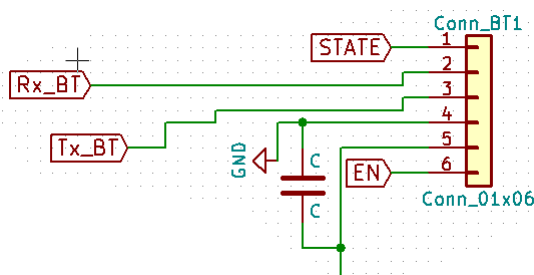 Conn_BT1
STATE
1
Rx_BT
2
3
Tx_BT
4
GND
C
5
EN
6
C
Conn_01x06